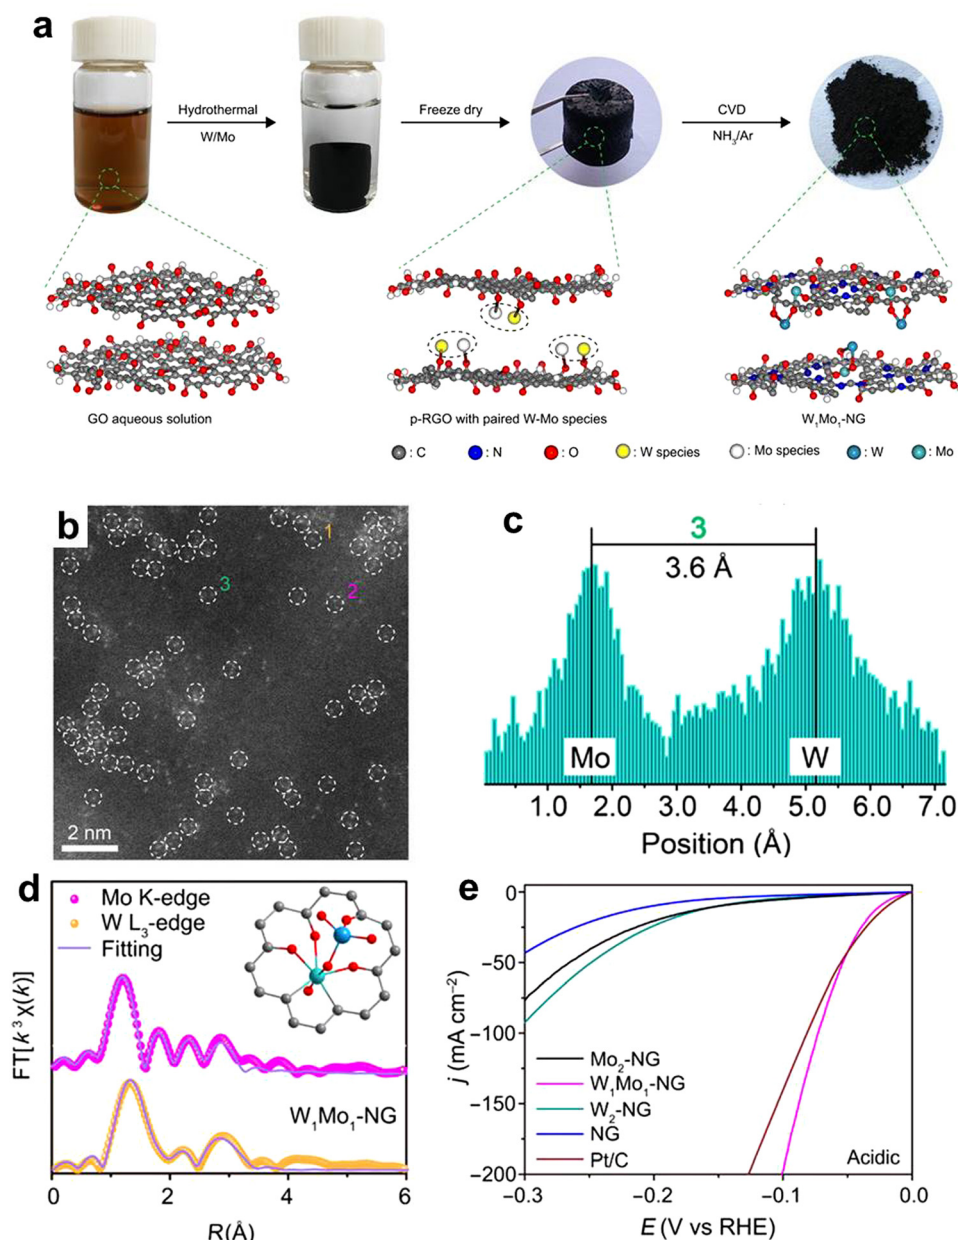 a
Hydrothermal
W/Mo
Freeze dry
CVD
NH₃/Ar
GO aqueous solution
p-RGO with paired W-Mo species
W₁Mo₁-NG
: C
: N
: O
: W species
: Mo species
: W
: Mo
b
1
3
2
2 nm
c
3
3.6 Å
Mo
W
1.0 2.0 3.0 4.0 5.0 6.0 7.0
Position (Å)
d
Mo K-edge
W L₃-edge
Fitting
FT[k³χ(k)]
W₁Mo₁-NG
0 2 4 6
R(Å)
e
0
−50
−100
−150
−200
j (mA cm⁻²)
Mo₂-NG
W₁Mo₁-NG
W₂-NG
NG
Pt/C
Acidic
−0.3 −0.2 −0.1 0.0
E (V vs RHE)